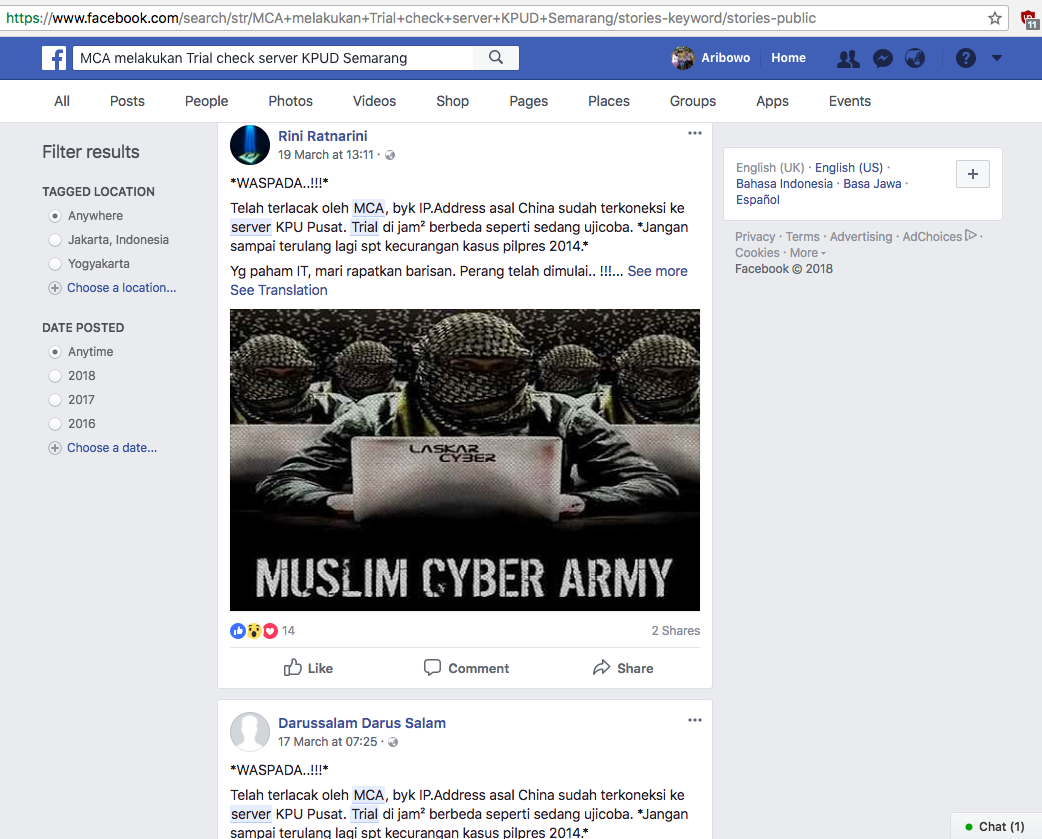 https://www.facebook.com/search/str/MCA+melakukan+Trial+check+server+KPUD+Semarang/stories-keyword/stories-public
11
MCA melakukan Trial check server KPUD Semarang
Aribowo
Home
All
Posts
People
Photos
Videos
Shop
Pages
Places
Groups
Apps
Events
Filter results
TAGGED LOCATION
Anywhere
Jakarta, Indonesia
Yogyakarta
Choose a location...
DATE POSTED
Anytime
2018
2017
2016
Choose a date...
Rini Ratnarini
19 March at 13:11 ·
*WASPADA..!!!*
Telah terlacak oleh MCA, byk IP.Address asal China sudah terkoneksi ke
server KPU Pusat. Trial di jam² berbeda seperti sedang ujicoba. *Jangan
sampai terulang lagi spt kecurangan kasus pilpres 2014.*
Yg paham IT, mari rapatkan barisan. Perang telah dimulai.. !!!... See more
See Translation
LASKAR
CYBER
MUSLIM CYBER ARMY
14
2 Shares
Like
Comment
Share
Darussalam Darus Salam
17 March at 07:25 ·
*WASPADA..!!!*
Telah terlacak oleh MCA, byk IP.Address asal China sudah terkoneksi ke
server KPU Pusat. Trial di jam² berbeda seperti sedang ujicoba. *Jangan
sampai terulang lagi spt kecurangan kasus pilpres 2014.*
English (UK) · English (US) ·
Bahasa Indonesia · Basa Jawa ·
Español
Privacy · Terms · Advertising · AdChoices ·
Cookies · More
Facebook © 2018
Chat (1)